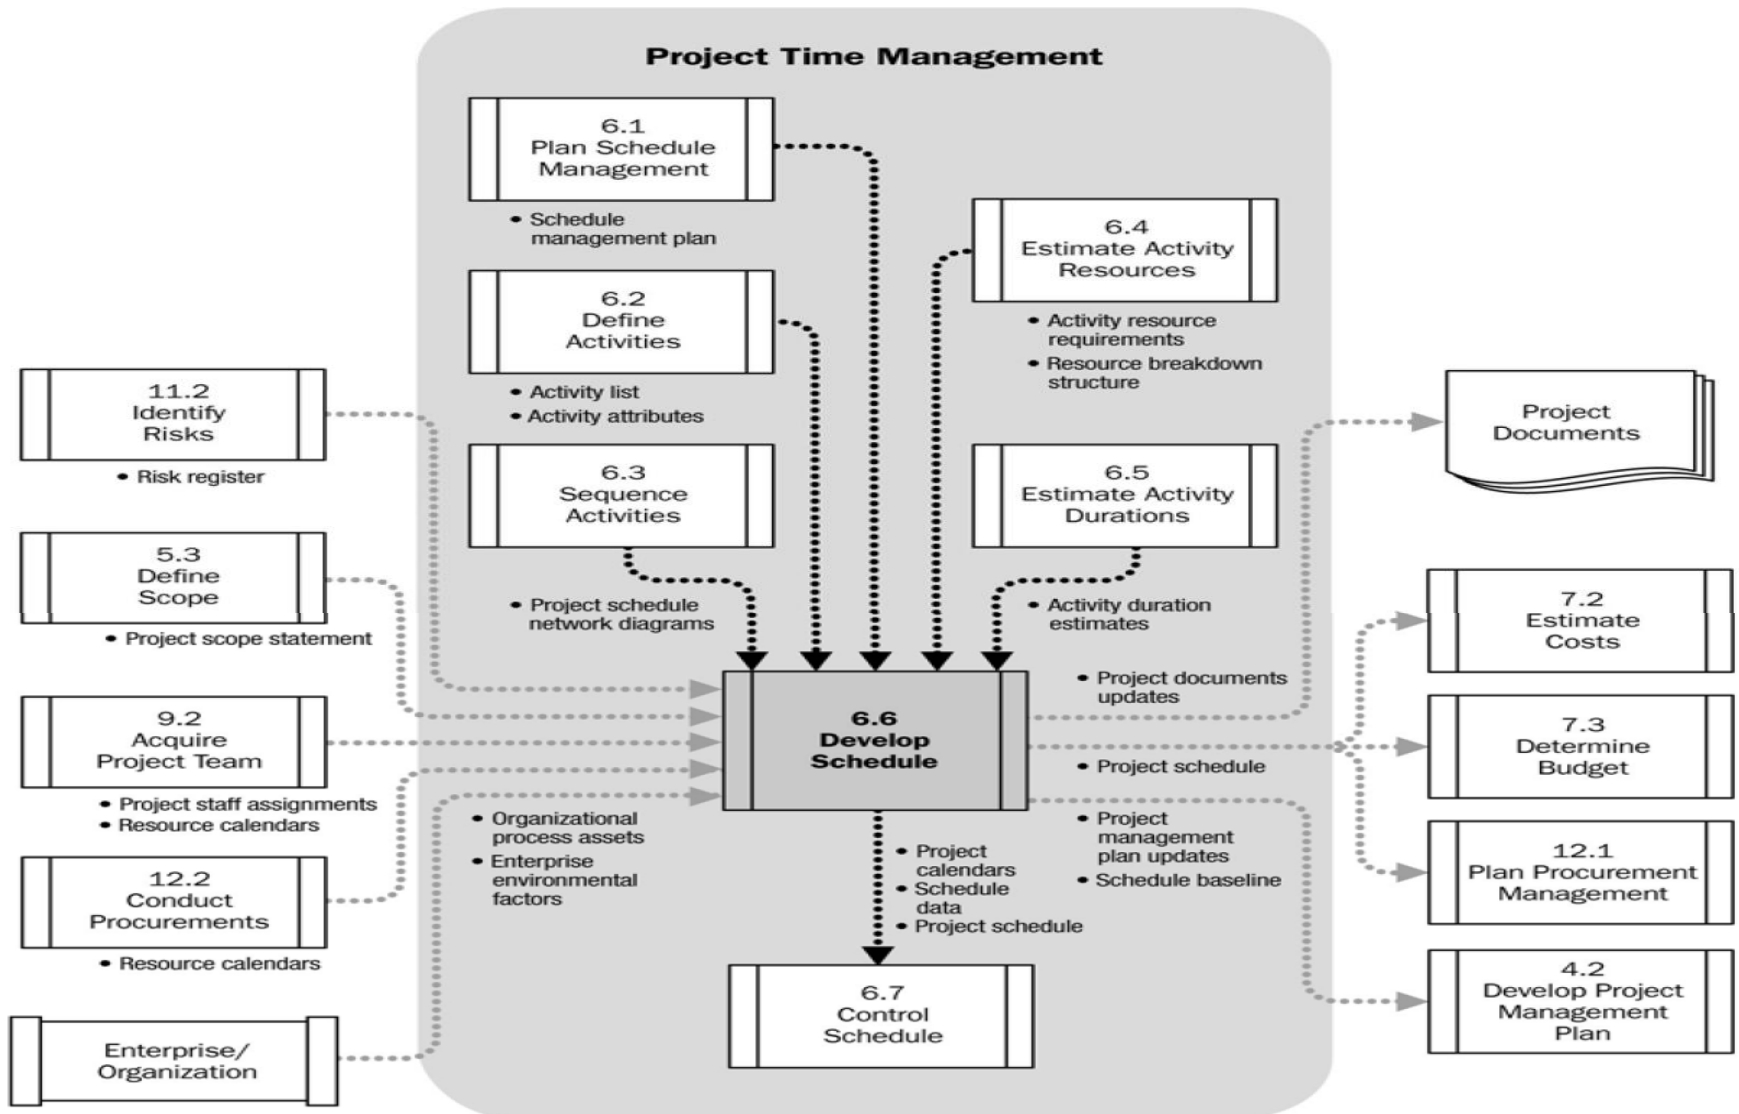 Project Time Management
6.1
Plan Schedule
Management
• Schedule
management plan
6.2
Define
Activities
• Activity list
• Activity attributes
6.3
Sequence
Activities
• Project schedule
network diagrams
6.4
Estimate Activity
Resources
• Activity resource
requirements
• Resource breakdown
structure
6.5
Estimate Activity
Durations
• Activity duration
estimates
11.2
Identify
Risks
• Risk register
5.3
Define
Scope
• Project scope statement
9.2
Acquire
Project Team
• Project staff assignments
• Resource calendars
12.2
Conduct
Procurements
• Resource calendars
Enterprise/
Organization
• Organizational
process assets
• Enterprise
environmental
factors
6.6
Develop
Schedule
• Project
calendars
• Schedule
data
• Project schedule
6.7
Control
Schedule
• Project documents
updates
• Project schedule
• Project
management
plan updates
• Schedule baseline
Project
Documents
7.2
Estimate
Costs
7.3
Determine
Budget
12.1
Plan Procurement
Management
4.2
Develop Project
Management
Plan